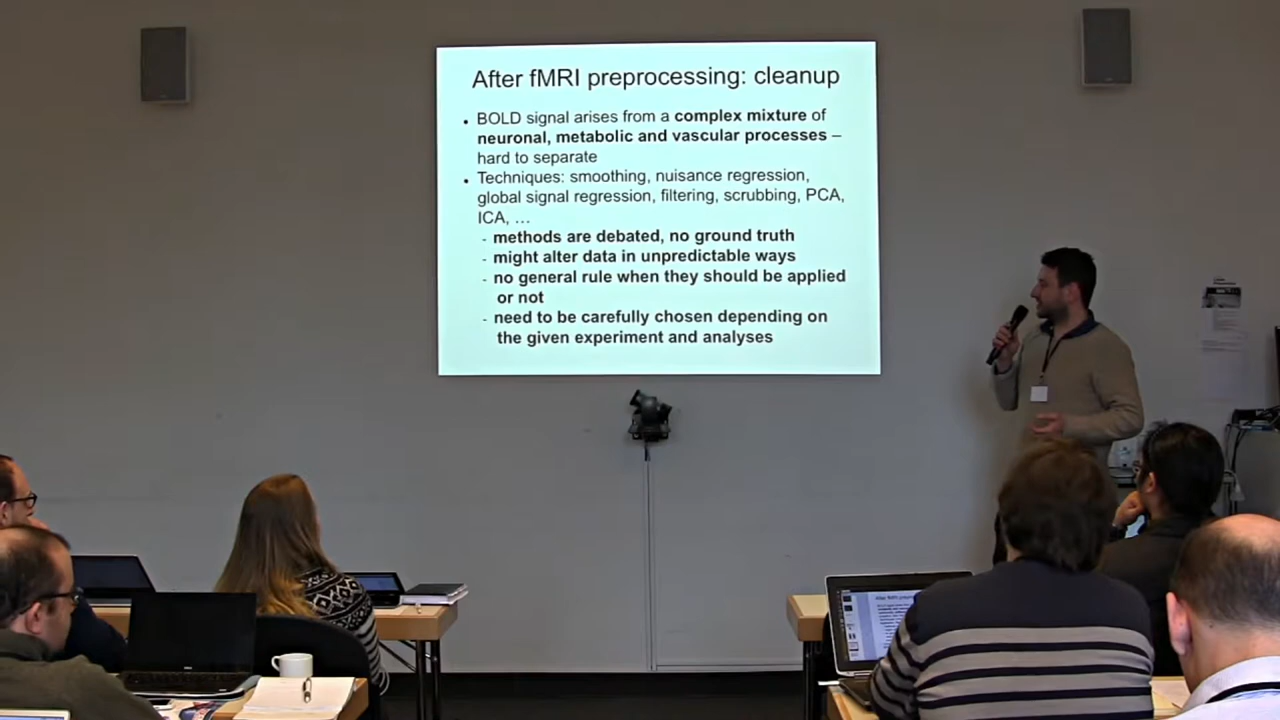 After fMRI preprocessing: cleanup
• BOLD signal arises from a complex mixture of
neuronal, metabolic and vascular processes –
hard to separate
• Techniques: smoothing, nuisance regression,
global signal regression, filtering, scrubbing, PCA,
ICA, …
- methods are debated, no ground truth
- might alter data in unpredictable ways
- no general rule when they should be applied
or not
- need to be carefully chosen depending on
the given experiment and analyses